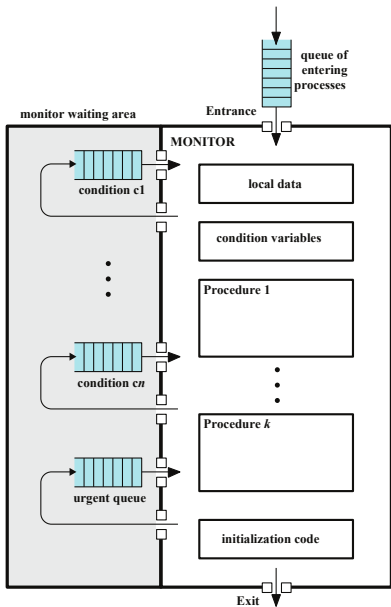 queue of
entering
processes
Entrance
monitor waiting area
MONITOR
condition c1
local data
condition variables
Procedure 1
condition cn
Procedure k
urgent queue
initialization code
Exit